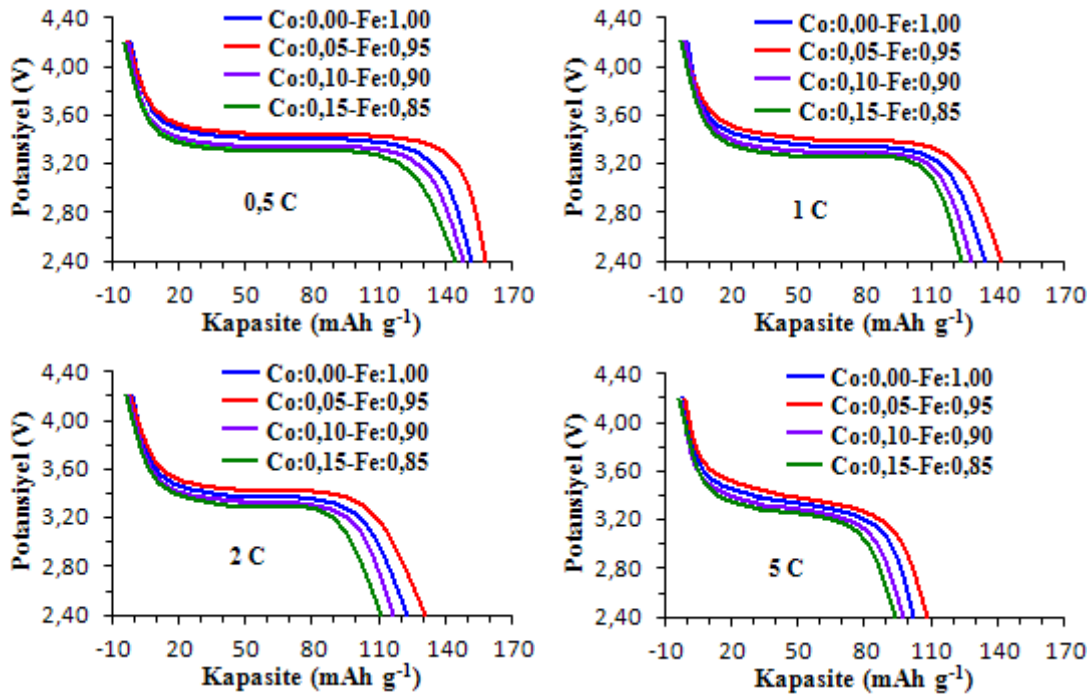 4,40
4,00
3,60
3,20
2,80
2,40
Potansiyel (V)
Co:0,00-Fe:1,00
Co:0,05-Fe:0,95
Co:0,10-Fe:0,90
Co:0,15-Fe:0,85
0,5 C
-10 20 50 80 110 140 170
Kapasite (mAh g⁻¹)
4,40
4,00
3,60
3,20
2,80
2,40
Potansiyel (V)
Co:0,00-Fe:1,00
Co:0,05-Fe:0,95
Co:0,10-Fe:0,90
Co:0,15-Fe:0,85
1 C
-10 20 50 80 110 140 170
Kapasite (mAh g⁻¹)
4,40
4,00
3,60
3,20
2,80
2,40
Potansiyel (V)
Co:0,00-Fe:1,00
Co:0,05-Fe:0,95
Co:0,10-Fe:0,90
Co:0,15-Fe:0,85
2 C
-10 20 50 80 110 140 170
Kapasite (mAh g⁻¹)
4,40
4,00
3,60
3,20
2,80
2,40
Potansiyel (V)
Co:0,00-Fe:1,00
Co:0,05-Fe:0,95
Co:0,10-Fe:0,90
Co:0,15-Fe:0,85
5 C
-10 20 50 80 110 140 170
Kapasite (mAh g⁻¹)